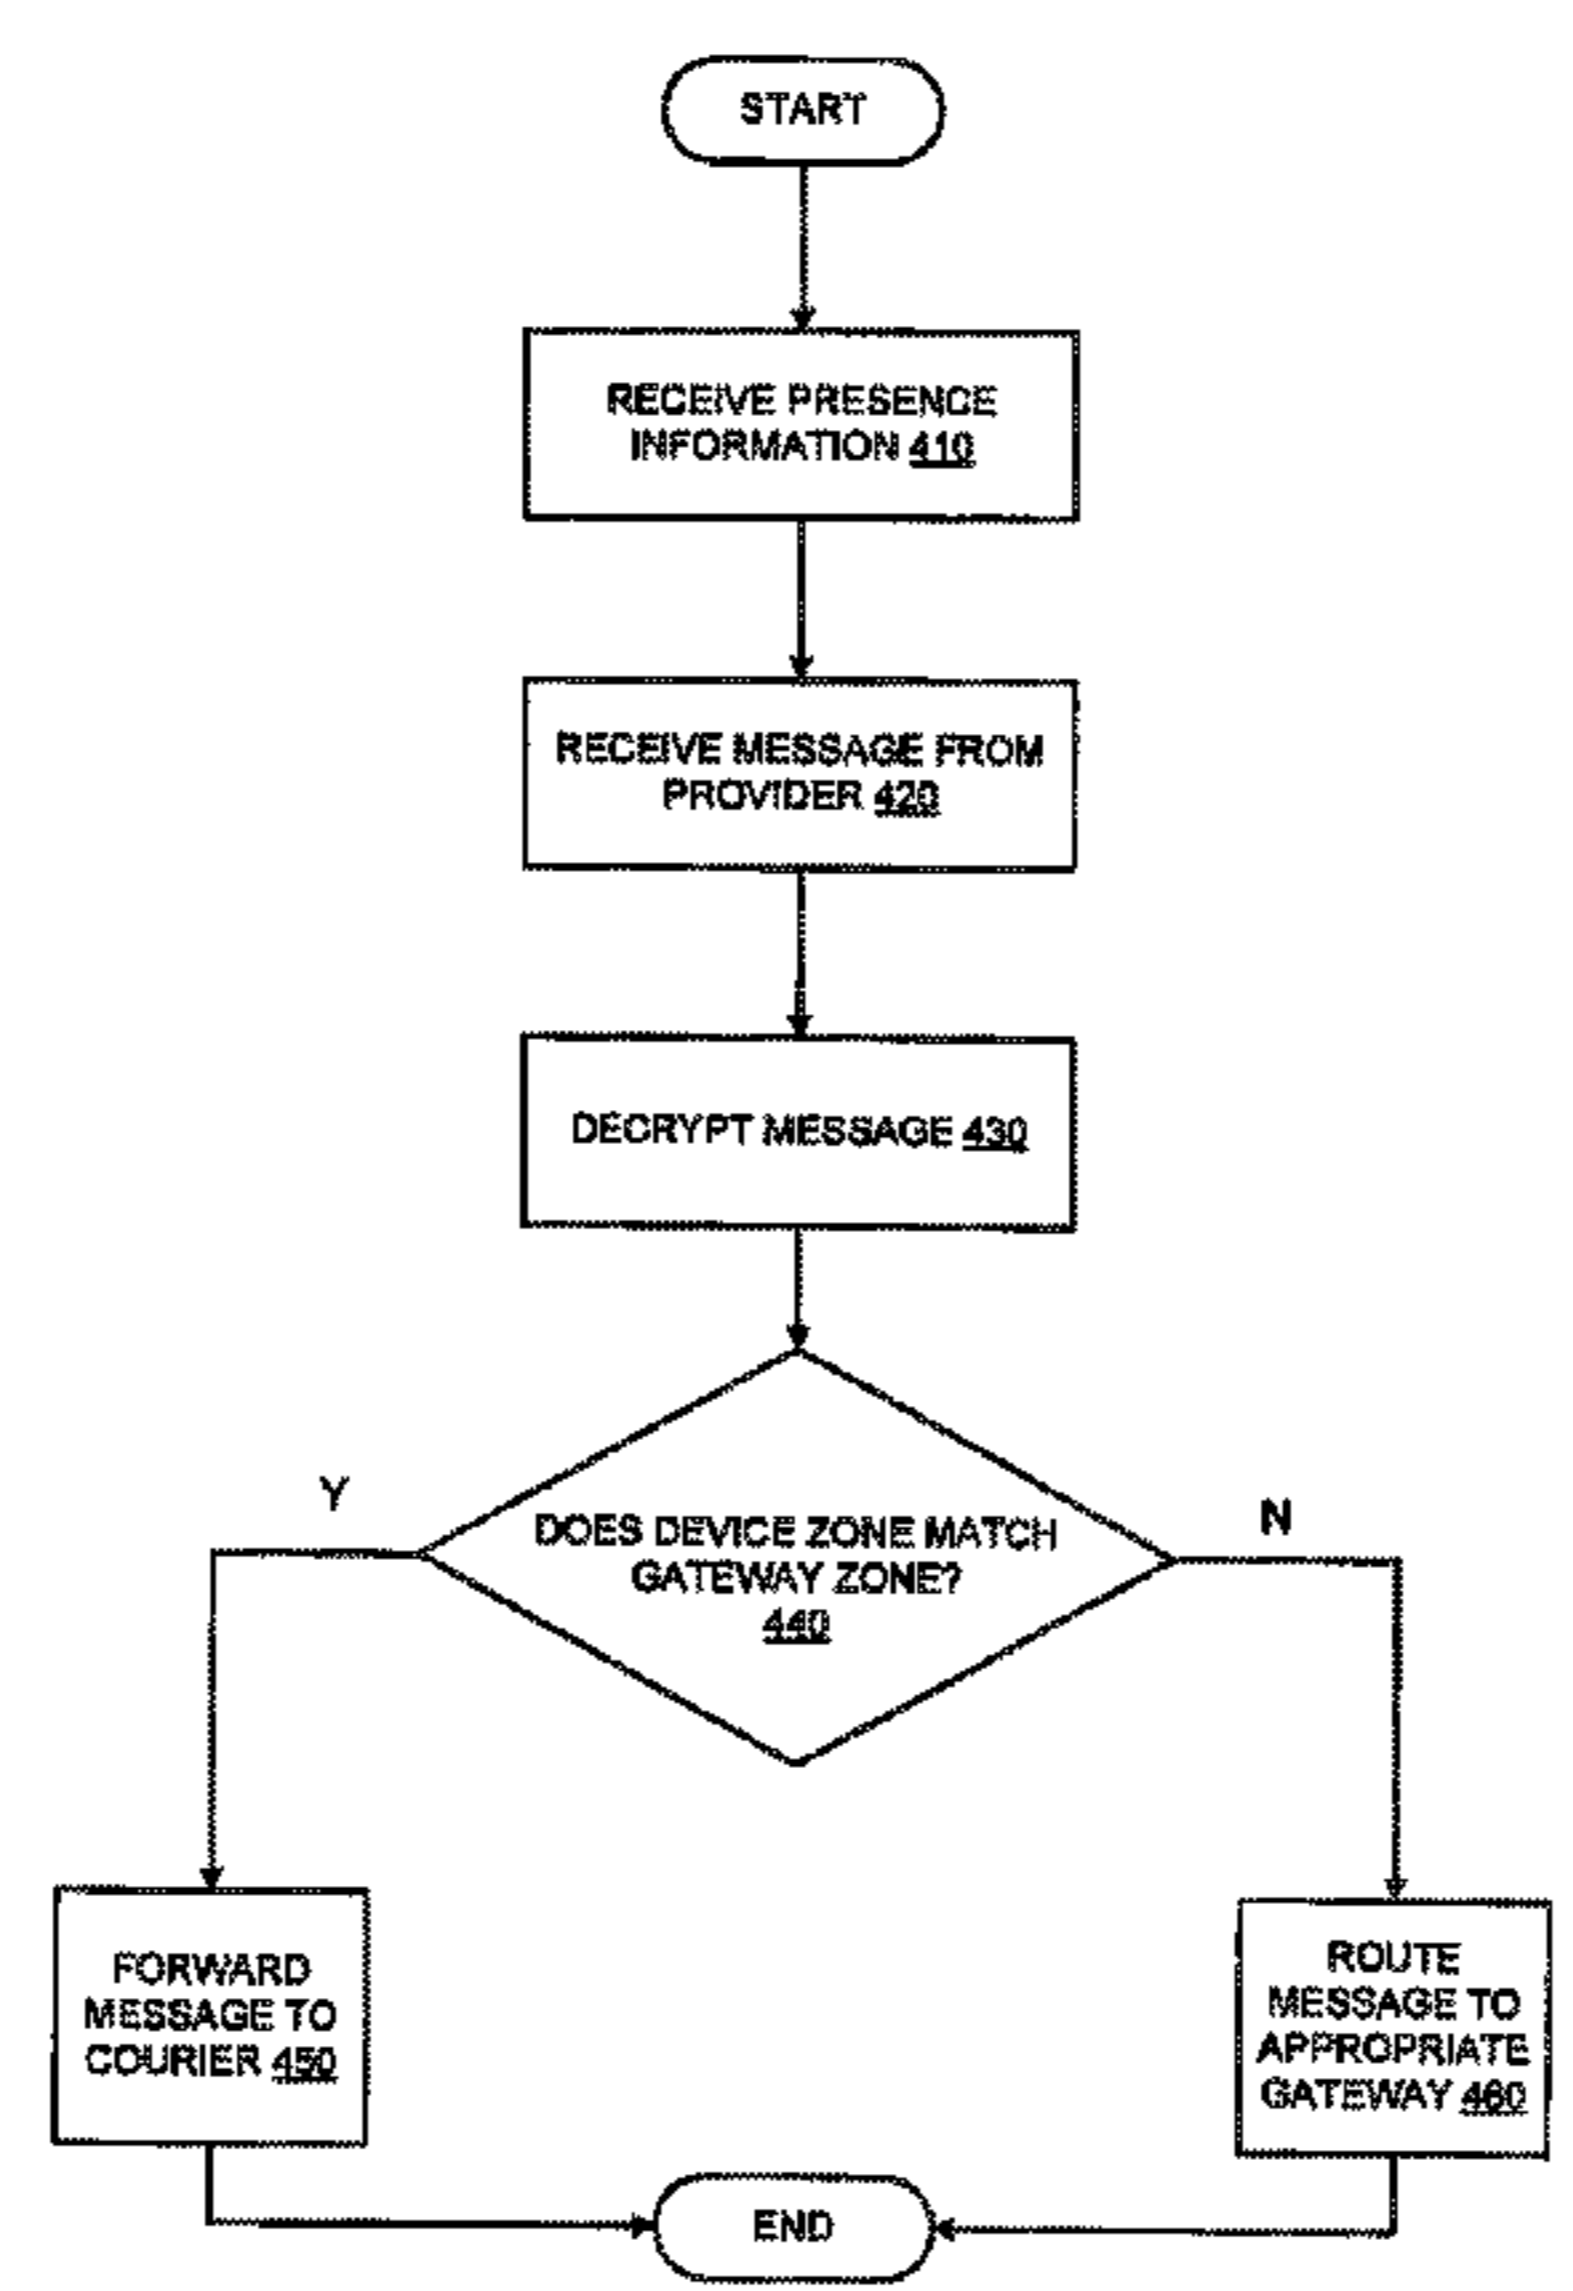 START
RECEIVE PRESENCE
INFORMATION 410
RECEIVE MESSAGE FROM
PROVIDER 420
DECRYPT MESSAGE 430
DOES DEVICE ZONE MATCH
GATEWAY ZONE?
440
Y
N
FORWARD
MESSAGE TO
COURIER 450
ROUTE
MESSAGE TO
APPROPRIATE
GATEWAY 460
END